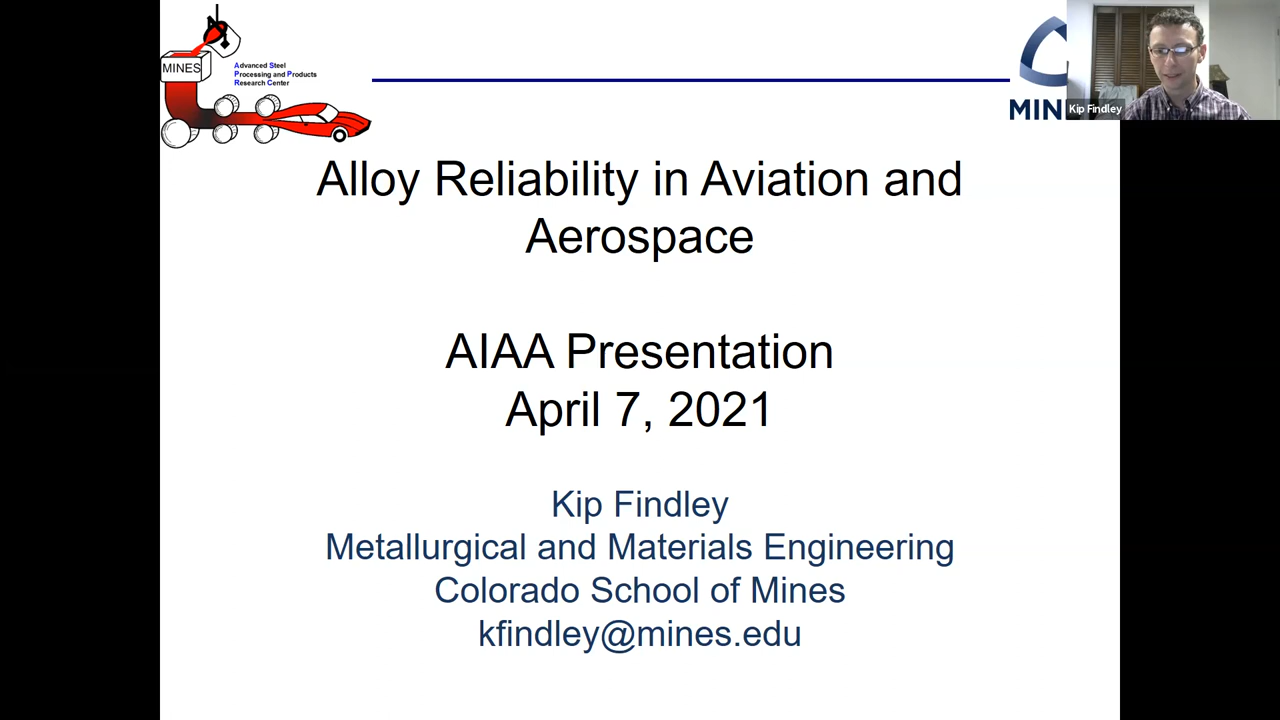 MINES
Advanced Steel
Processing and Products
Research Center
MIN
Kip Findley
Alloy Reliability in Aviation and
Aerospace
AIAA Presentation
April 7, 2021
Kip Findley
Metallurgical and Materials Engineering
Colorado School of Mines
kfindley@mines.edu